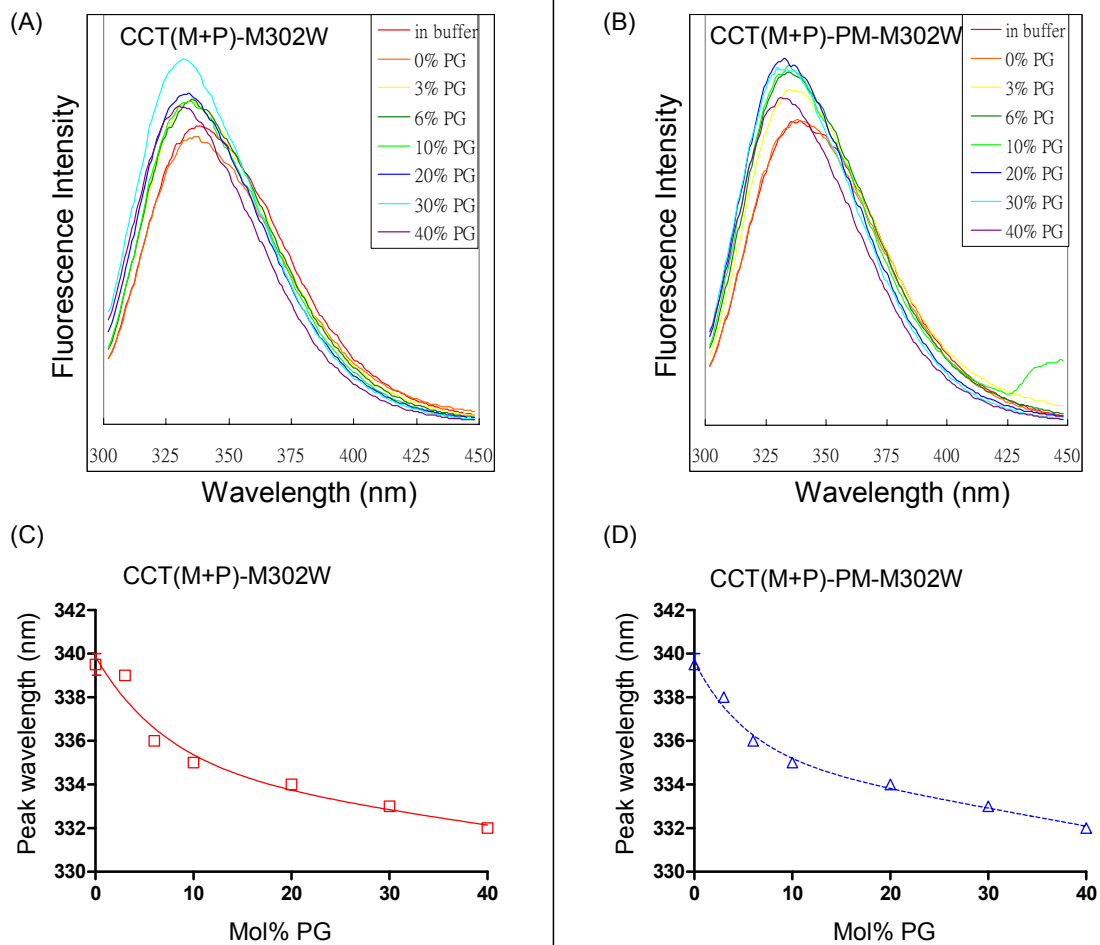 (A)
CCT(M+P)-M302W
in buffer
0% PG
3% PG
6% PG
10% PG
20% PG
30% PG
40% PG
Fluorescence Intensity
300 325 350 375 400 425 450
Wavelength (nm)
(B)
CCT(M+P)-PM-M302W
in buffer
0% PG
3% PG
6% PG
10% PG
20% PG
30% PG
40% PG
Fluorescence Intensity
300 325 350 375 400 425 450
Wavelength (nm)
(C)
CCT(M+P)-M302W
Peak wavelength (nm)
342
340
338
336
334
332
330
0 10 20 30 40
Mol% PG
(D)
CCT(M+P)-PM-M302W
Peak wavelength (nm)
342
340
338
336
334
332
330
0 10 20 30 40
Mol% PG